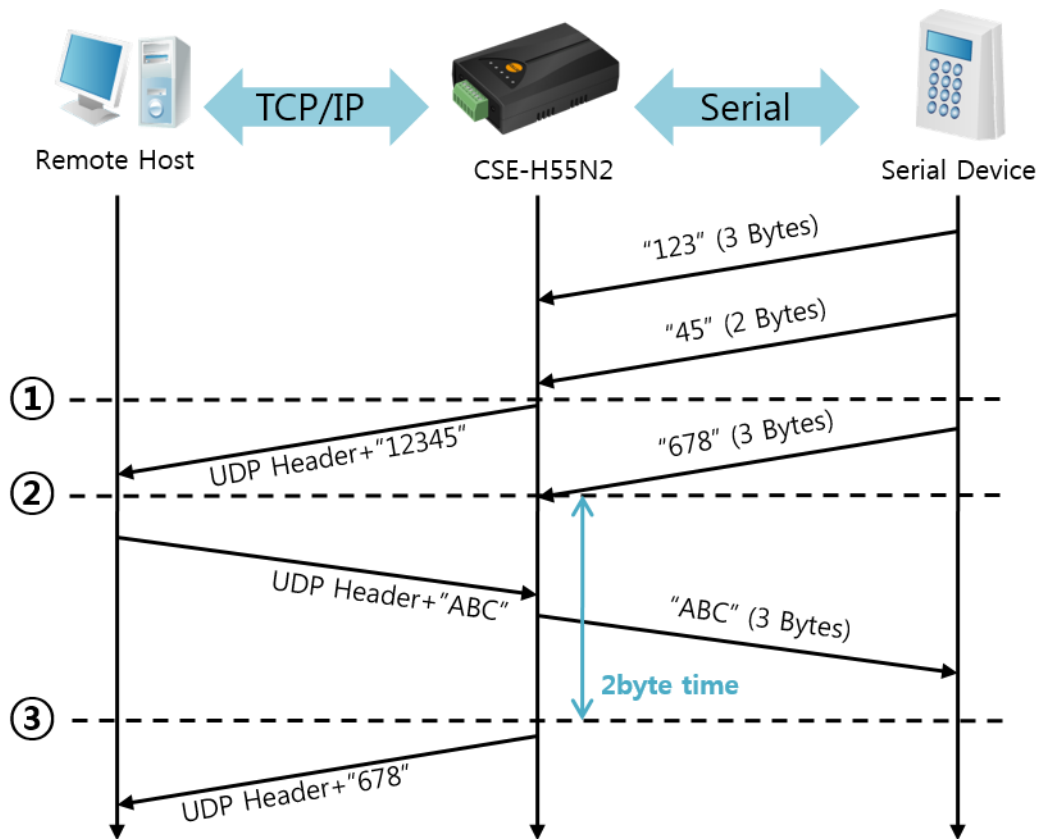 TCP/IP
Serial
Remote Host
CSE-H55N2
Serial Device
“123” (3 Bytes)
“45” (2 Bytes)
①
UDP Header+“12345”
“678” (3 Bytes)
②
UDP Header+“ABC”
“ABC” (3 Bytes)
2byte time
③
UDP Header+“678”